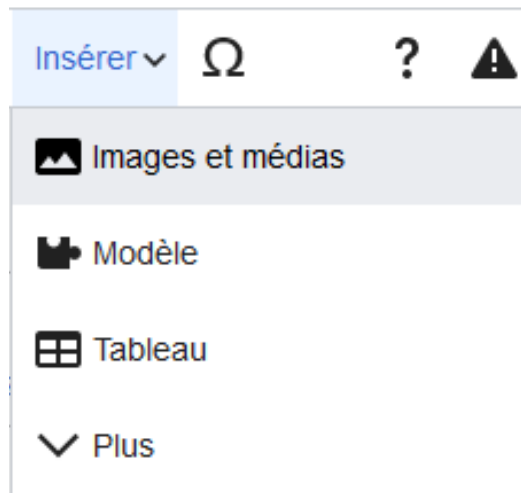 Insérer Ω ?
Images et médias
Modèle
Tableau
Plus